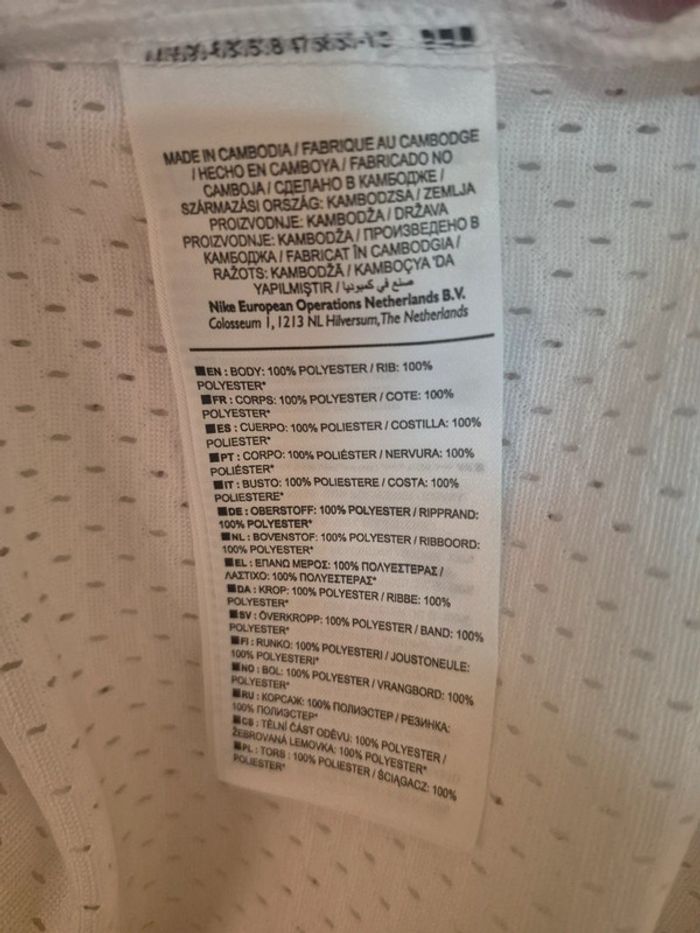 MADE IN CAMBODIA / FABRIQUE AU CAMBODGE
/ HECHO EN CAMBOYA / FABRICADO NO
CAMBOJA / СДЕЛАНО В КАМБОДЖЕ /
SZÁRMAZÁSI ORSZÁG: KAMBODZSA / ZEMLJA
PROIZVODNJE: KAMBODŽA / DRŽAVA
PROIZVODNJE: KAMBODŽA / ПРОИЗВЕДЕНО В
КАМБОДЖА / FABRICAT ÎN CAMBODGIA /
RAŽOTS: KAMBODŽĀ / KAMBOÇYA 'DA
YAPILMIŞTIR / صنع في كمبوديا
Nike European Operations Netherlands B.V.
Colosseum 1, 1213 NL Hilversum, The Netherlands
EN : BODY: 100% POLYESTER / RIB: 100%
POLYESTER*
FR : CORPS: 100% POLYESTER / COTE: 100%
POLYESTER*
ES : CUERPO: 100% POLIESTER / COSTILLA: 100%
POLIESTER*
PT : CORPO: 100% POLIÉSTER / NERVURA: 100%
POLIÉSTER*
IT : BUSTO: 100% POLIESTERE / COSTA: 100%
POLIESTERE*
DE : OBERSTOFF: 100% POLYESTER / RIPPRAND:
100% POLYESTER*
NL : BOVENSTOF: 100% POLYESTER / RIBBOORD:
100% POLYESTER*
EL : ΕΠΑΝΩ ΜΕΡΟΣ: 100% ΠΟΛΥΕΣΤΕΡΑΣ /
ΛΑΣΤΙΧΟ: 100% ΠΟΛΥΕΣΤΕΡΑΣ*
DA : KROP: 100% POLYESTER / RIBBE: 100%
POLYESTER*
SV : ÖVERKROPP: 100% POLYESTER / BAND: 100%
POLYESTER*
FI : RUNKO: 100% POLYESTERI / JOUSTONEULE:
100% POLYESTERI*
NO : BOL: 100% POLYESTER / VRANGBORD: 100%
POLYESTER*
RU : КОРСАЖ: 100% ПОЛИЭСТЕР / РЕЗИНКА:
100% ПОЛИЭСТЕР*
CS : TĚLNÍ ČÁST ODĚVU: 100% POLYESTER /
ŽEBROVANÁ LEMOVKA: 100% POLYESTER*
PL : TORS : 100% POLIESTER / ŚCIĄGACZ: 100%
POLIESTER*